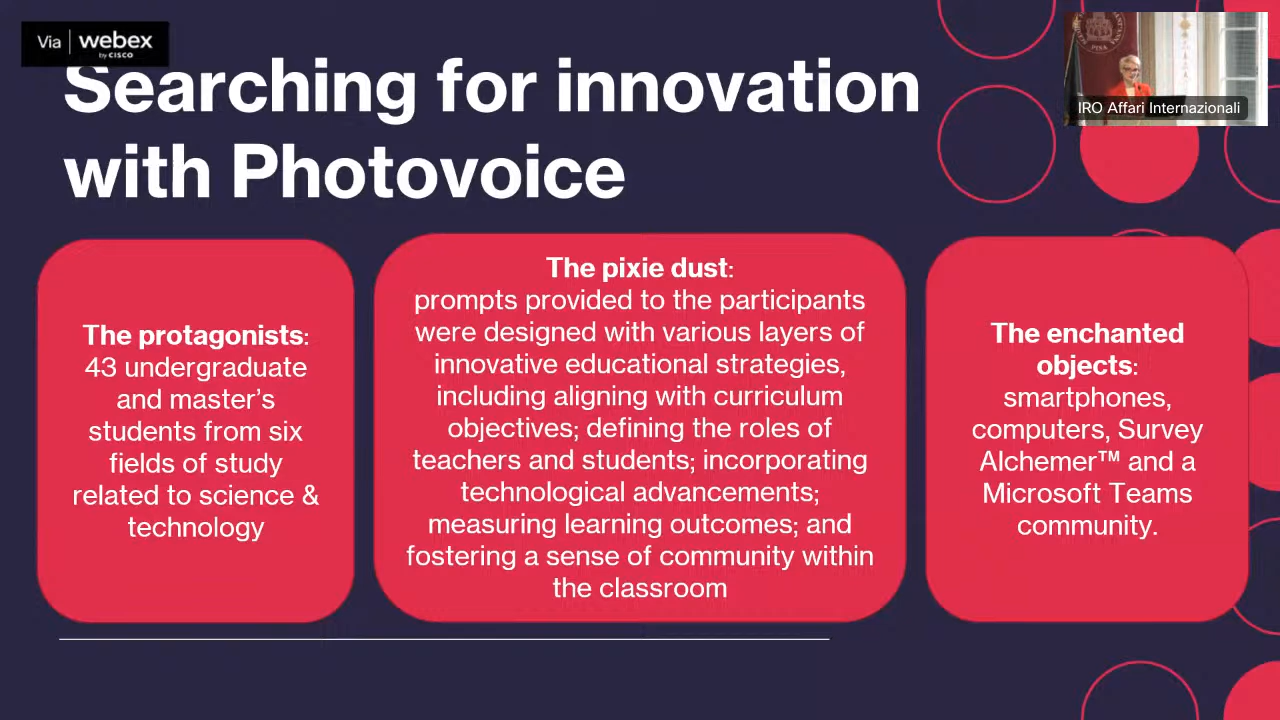 Via webex
by CISCO
Searching for innovation
with Photovoice
IRO Affari Internazionali
The protagonists:
43 undergraduate
and master’s
students from six
fields of study
related to science &
technology
The pixie dust:
prompts provided to the participants
were designed with various layers of
innovative educational strategies,
including aligning with curriculum
objectives; defining the roles of
teachers and students; incorporating
technological advancements;
measuring learning outcomes; and
fostering a sense of community within
the classroom
The enchanted
objects:
smartphones,
computers, Survey
Alchemer™ and a
Microsoft Teams
community.